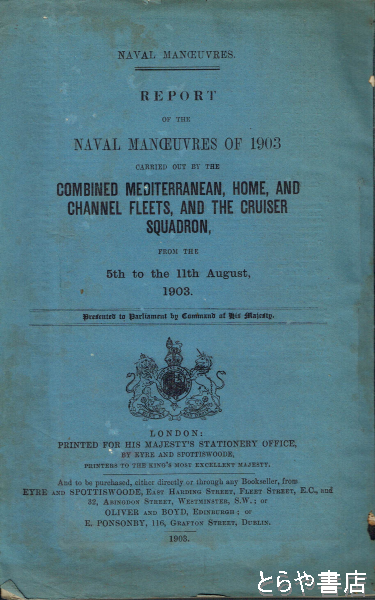 NAVAL MANŒUVRES.
REPORT
OF THE
NAVAL MANŒUVRES OF 1903
CARRIED OUT BY THE
COMBINED MEDITERRANEAN, HOME, AND
CHANNEL FLEETS, AND THE CRUISER
SQUADRON,
FROM THE
5th to the 11th August,
1903.
Presented to Parliament by Command of His Majesty.
LONDON:
PRINTED FOR HIS MAJESTY'S STATIONERY OFFICE,
BY EYRE AND SPOTTISWOODE,
PRINTERS TO THE KING'S MOST EXCELLENT MAJESTY.
And to be purchased, either directly or through any Bookseller, from
EYRE AND SPOTTISWOODE, EAST HARDING STREET, FLEET STREET, E.C., and
32, ABINGDON STREET, WESTMINSTER, S.W.; or
OLIVER AND BOYD, EDINBURGH; or
E. PONSONBY, 116, GRAFTON STREET, DUBLIN.
1903.
とらや書店